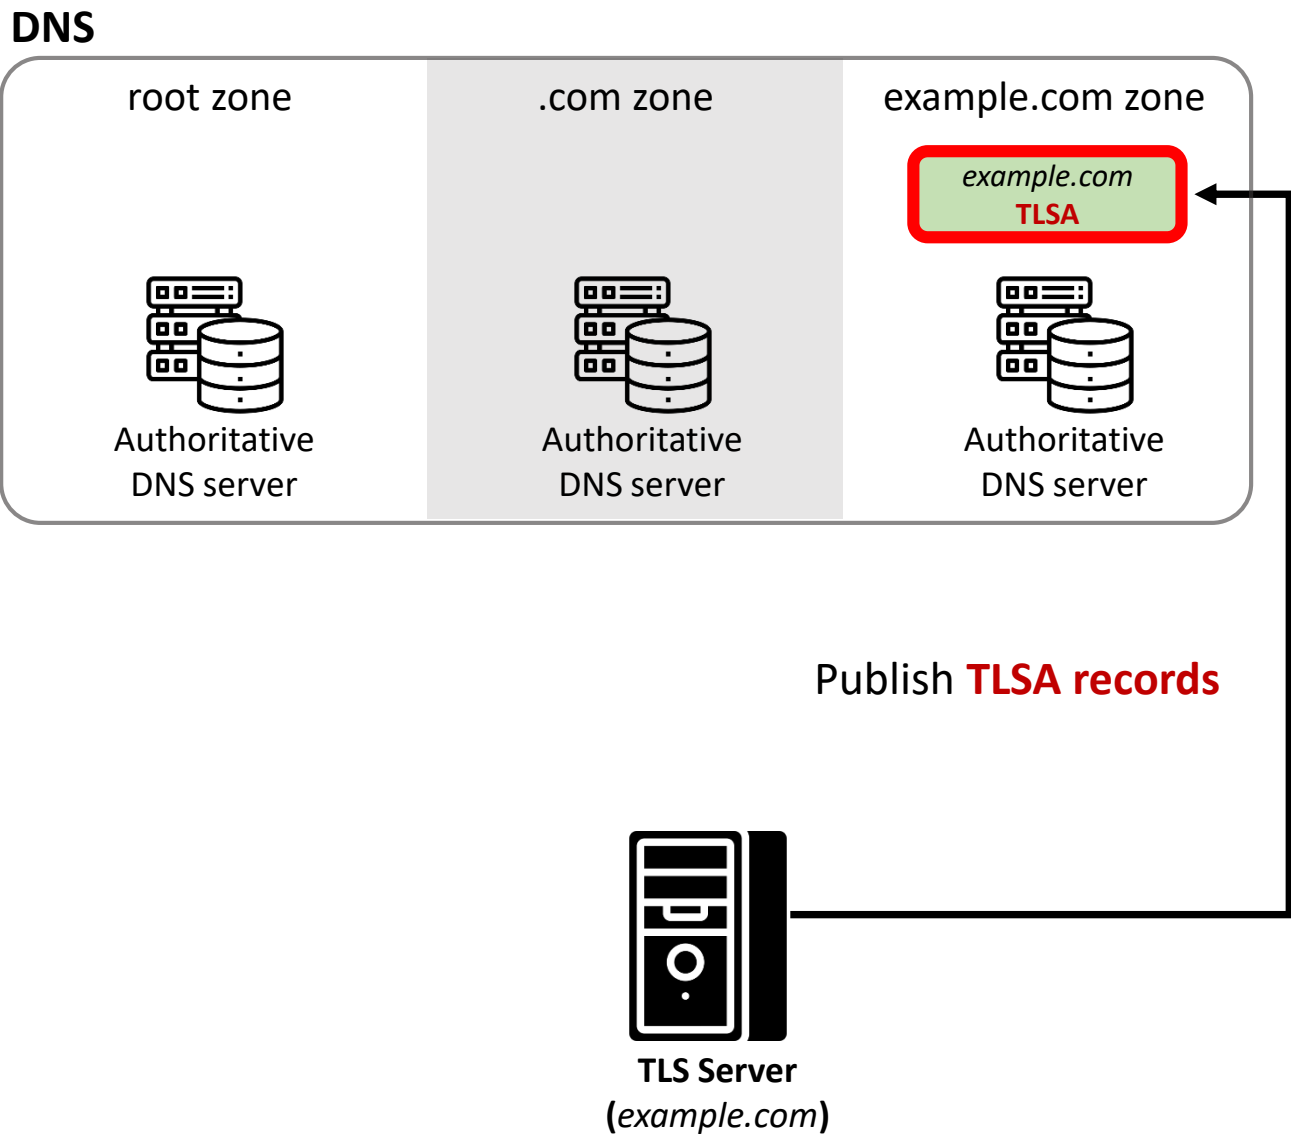 DNS
root zone
.com zone
example.com zone
example.com
TLSA
Authoritative
DNS server
Authoritative
DNS server
Authoritative
DNS server
Publish TLSA records
TLS Server
(example.com)